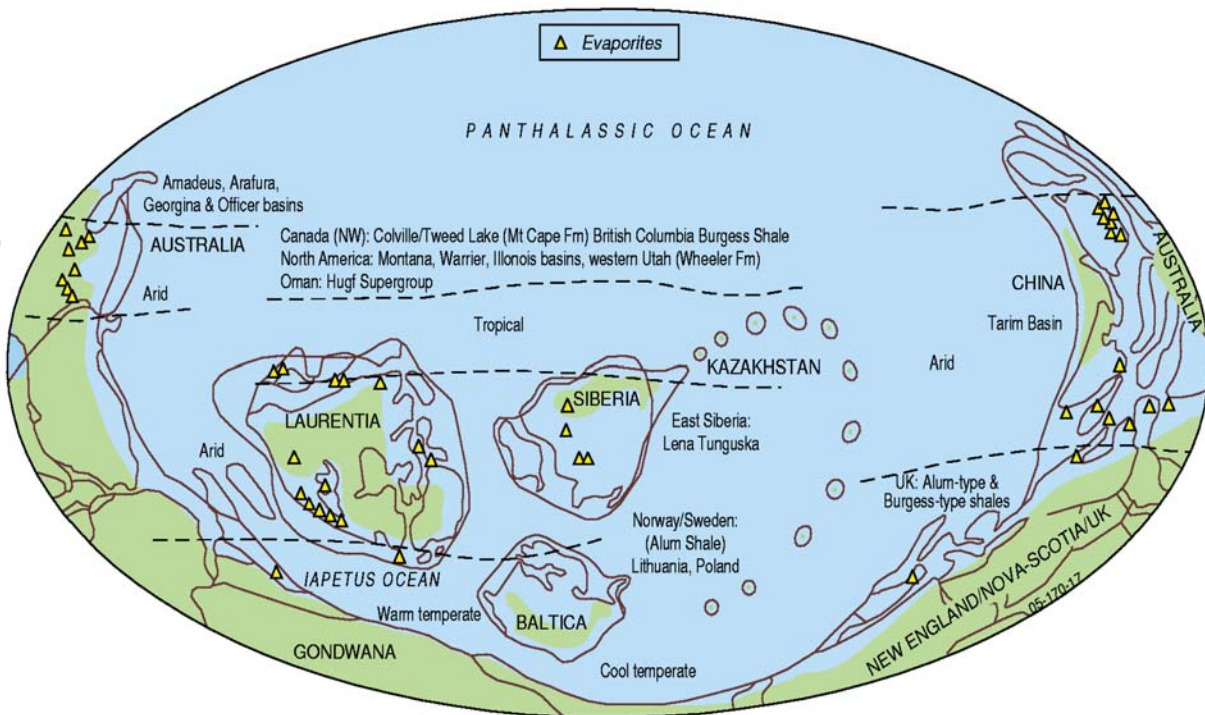 Evaporites
PANTHALASSIC OCEAN
Amadeus, Arafura,
Georgina & Officer basins
AUSTRALIA
Canada (NW): Colville/Tweed Lake (Mt Cape Fm) British Columbia Burgess Shale
North America: Montana, Warrier, Illonois basins, western Utah (Wheeler Fm)
Oman: Hugf Supergroup
Arid
Tropical
CHINA
AUSTRALIA
Tarim Basin
KAZAKHSTAN
Arid
LAURENTIA
SIBERIA
East Siberia:
Lena Tunguska
Arid
UK: Alum-type &
Burgess-type shales
Norway/Sweden:
(Alum Shale)
Lithuania, Poland
IAPETUS OCEAN
Warm temperate
BALTICA
GONDWANA
Cool temperate
NEW ENGLAND/NOVA-SCOTIA/UK
05-170-17